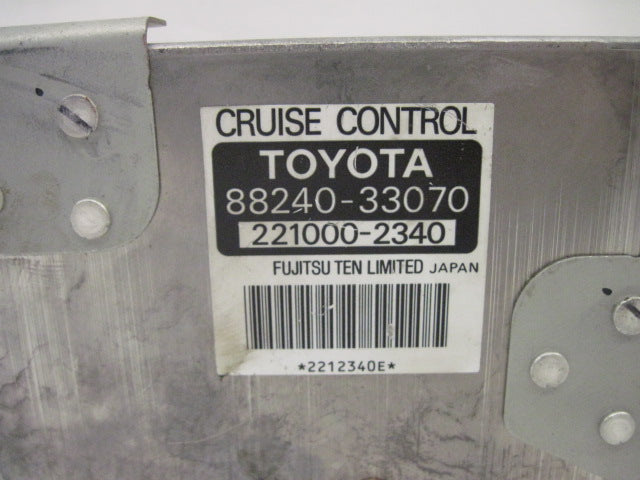 CRUISE CONTROL
TOYOTA
88240-33070
221000-2340
FUJITSU TEN LIMITED JAPAN
*2212340E*